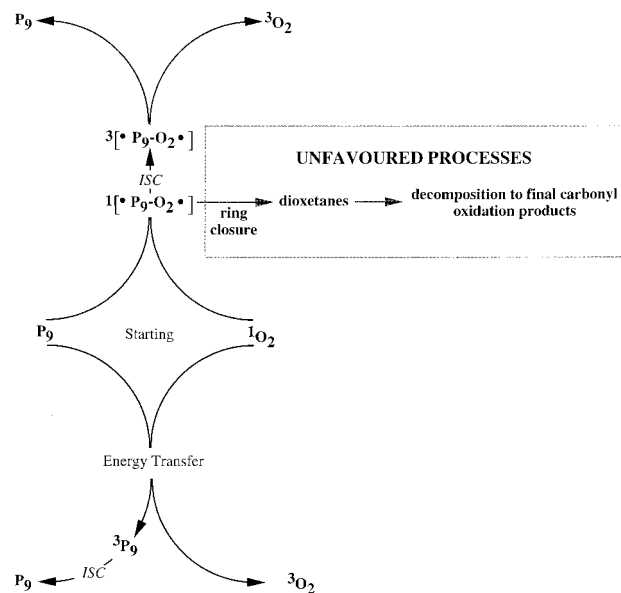 P9 ³O2
³[• P9-O2•]
UNFAVOURED PROCESSES
ISC
¹[• P9-O2•] dioxetanes decomposition to final carbonyl
ring oxidation products
closure
P9 Starting ¹O2
Energy Transfer
³P9
ISC
P9 ³O2